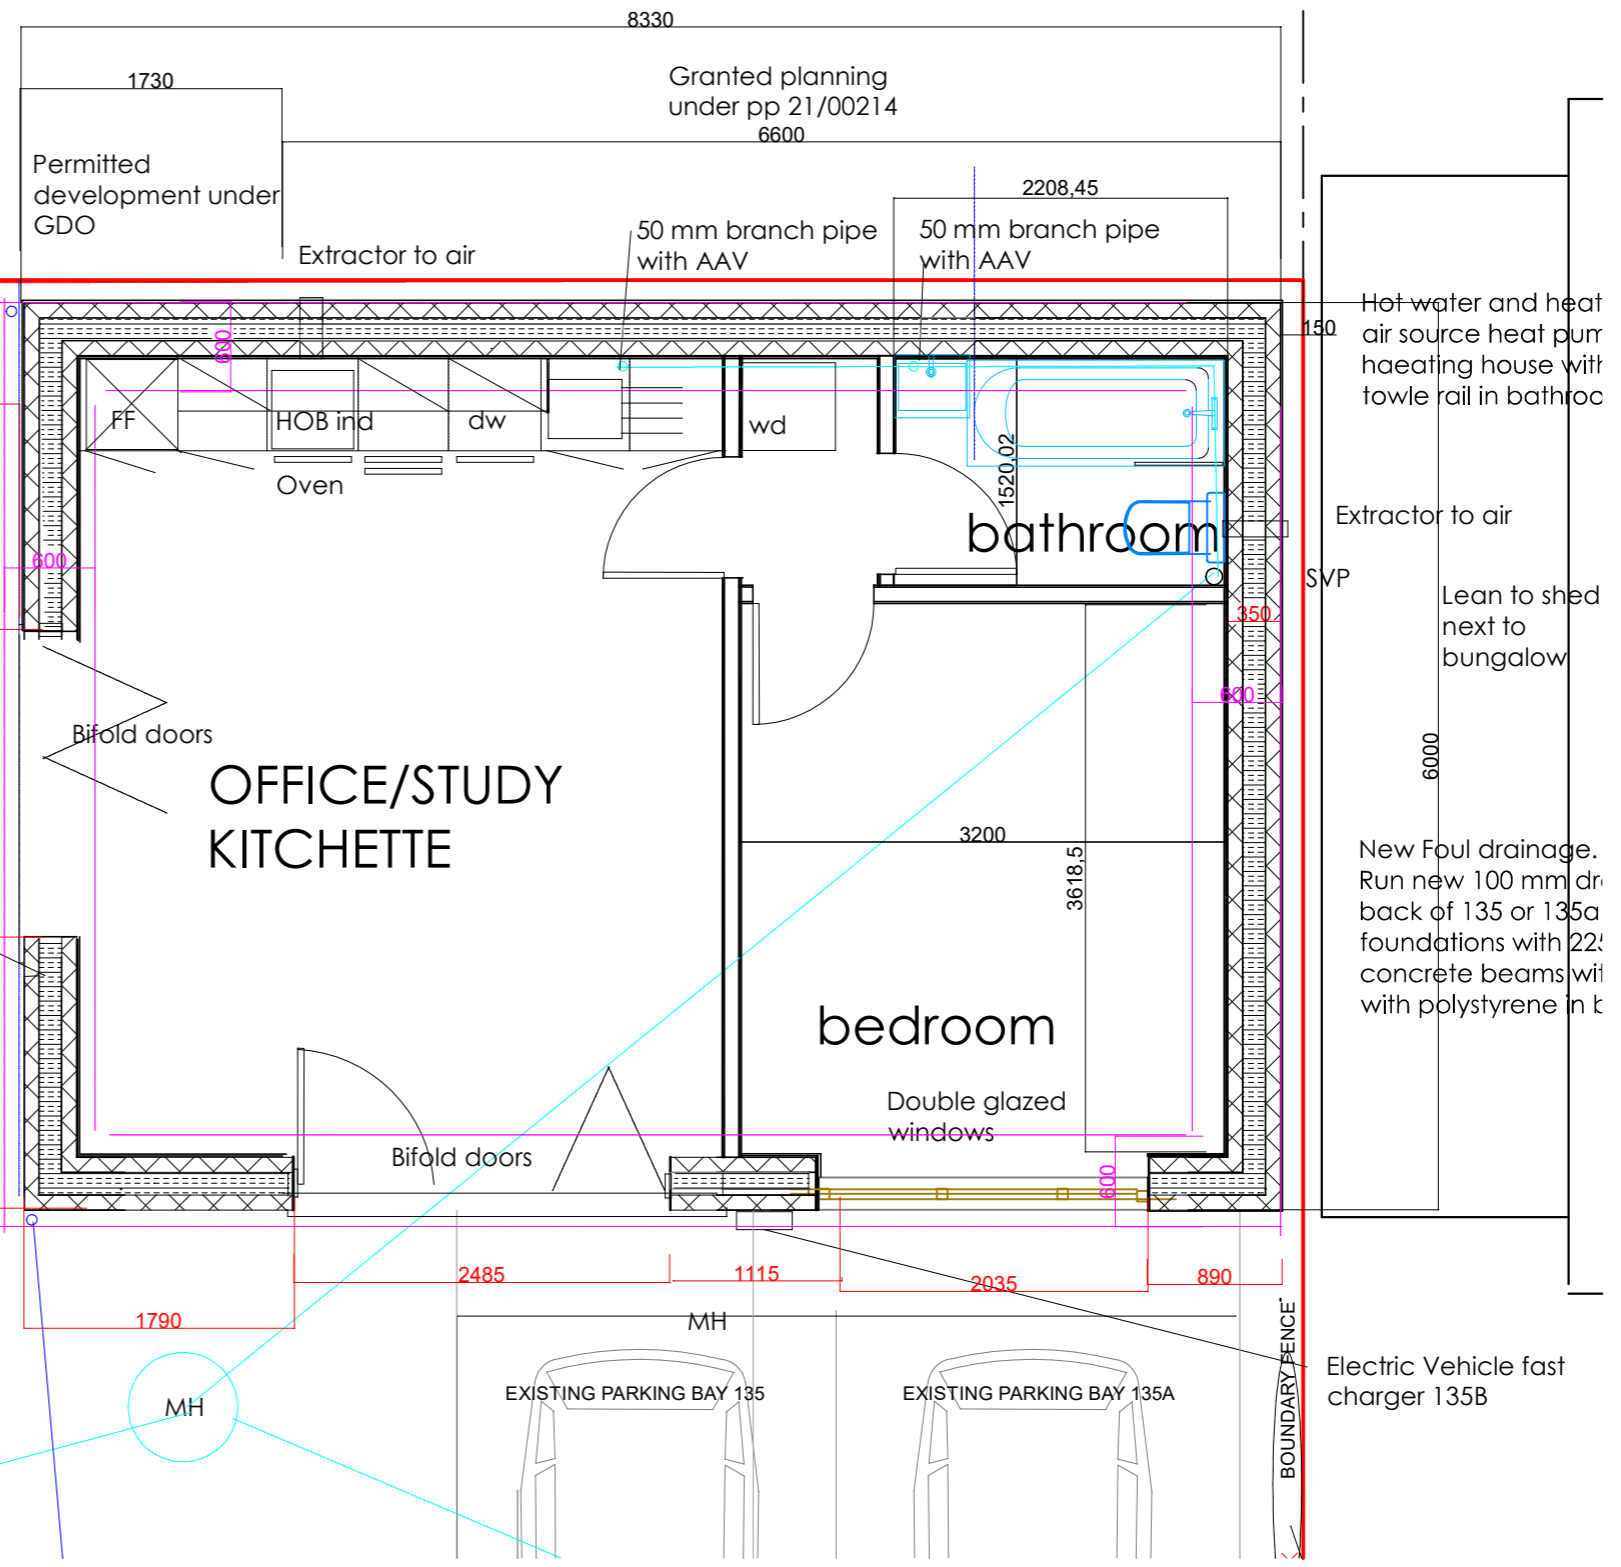 8330
1730
Granted planning
under pp 21/00214
6600
Permitted
development under
GDO
2208,45
50 mm branch pipe
with AAV
50 mm branch pipe
with AAV
Extractor to air
Hot water and heat
air source heat pum
haeating house with
towle rail in bathroo
150
600
FF
HOB ind
dw
wd
Oven
1520,02
bathroom
Extractor to air
SVP
600
350
Lean to shed
next to
bungalow
600
Bifold doors
OFFICE/STUDY
KITCHETTE
6000
3200
3618,5
New Foul drainage.
Run new 100 mm dra
back of 135 or 135a
foundations with 225
concrete beams wit
with polystyrene in b
bedroom
Double glazed
windows
Bifold doors
600
2485
1115
2035
890
1790
MH
BOUNDARY FENCE
EXISTING PARKING BAY 135
EXISTING PARKING BAY 135A
Electric Vehicle fast
charger 135B
MH